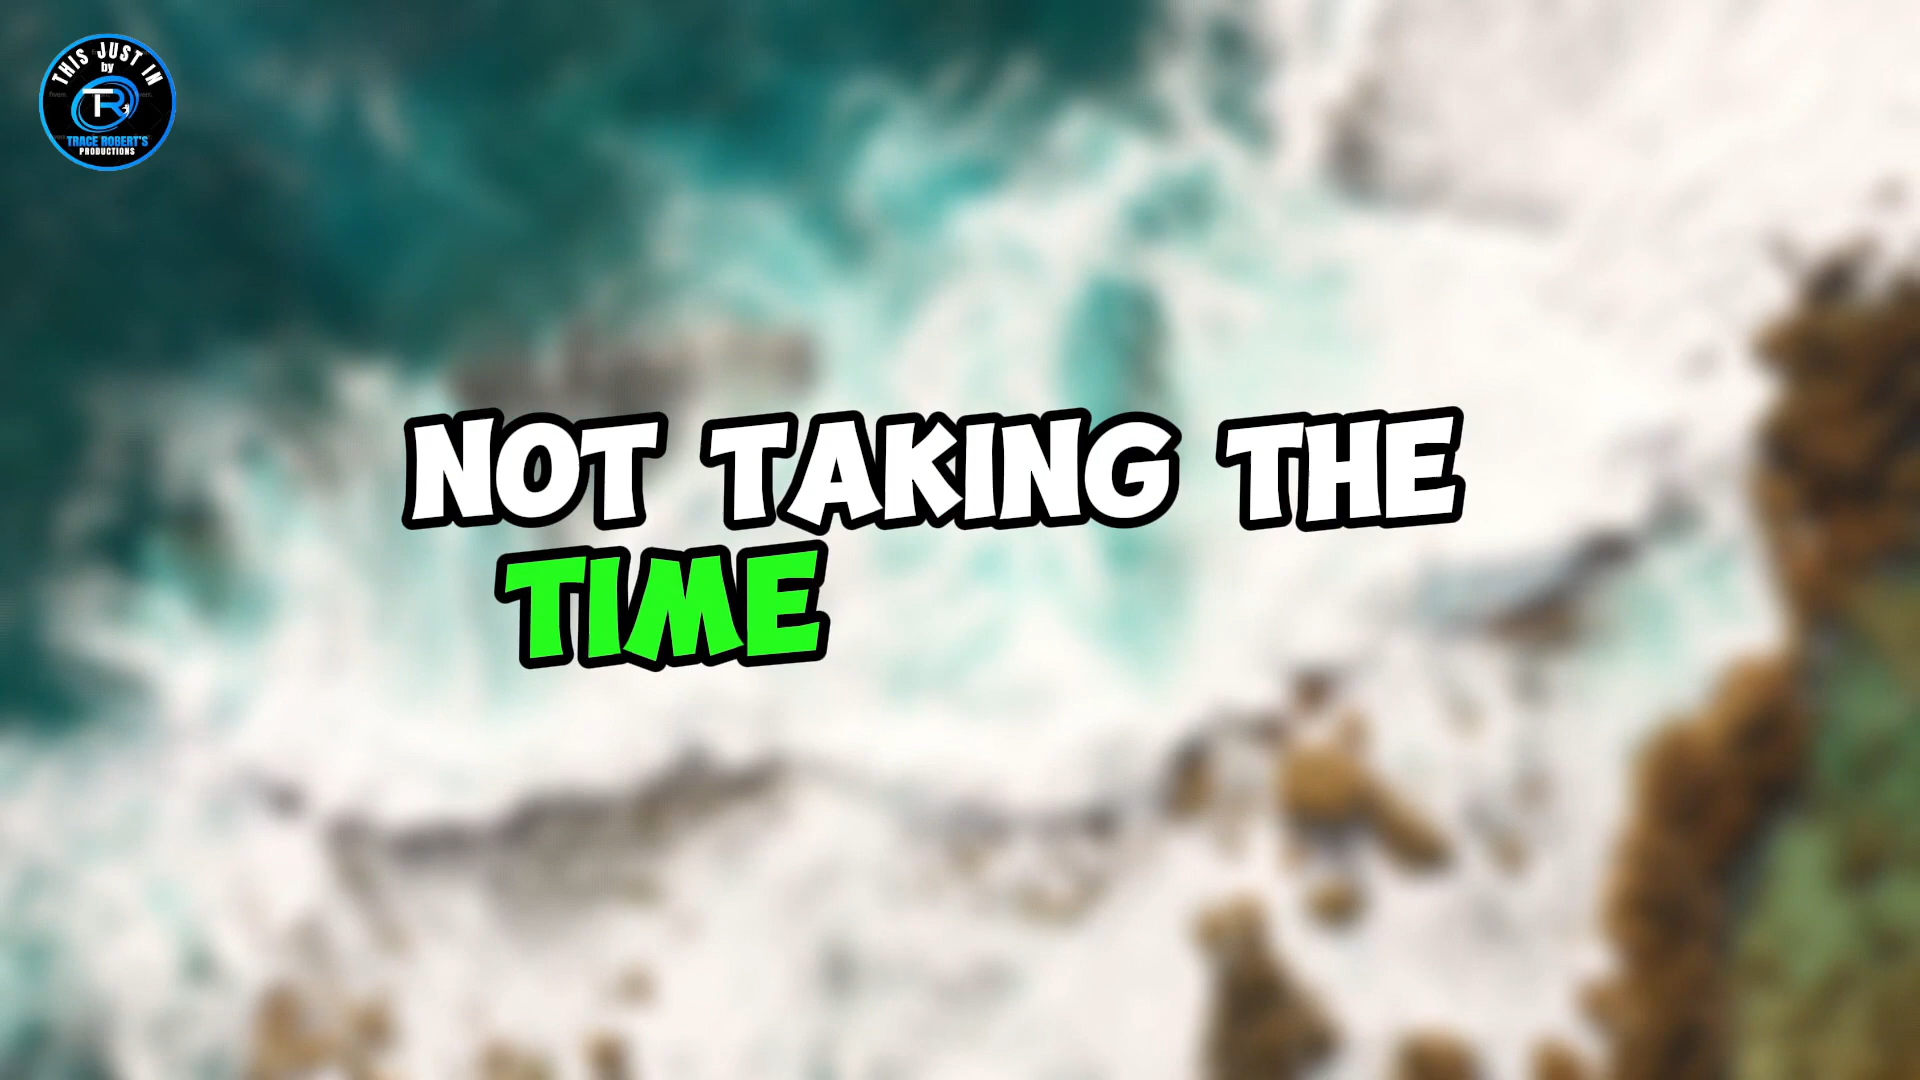 THIS JUST IN
by
TR
TRACE ROBERT'S
PRODUCTIONS
NOT TAKING THE
TIME